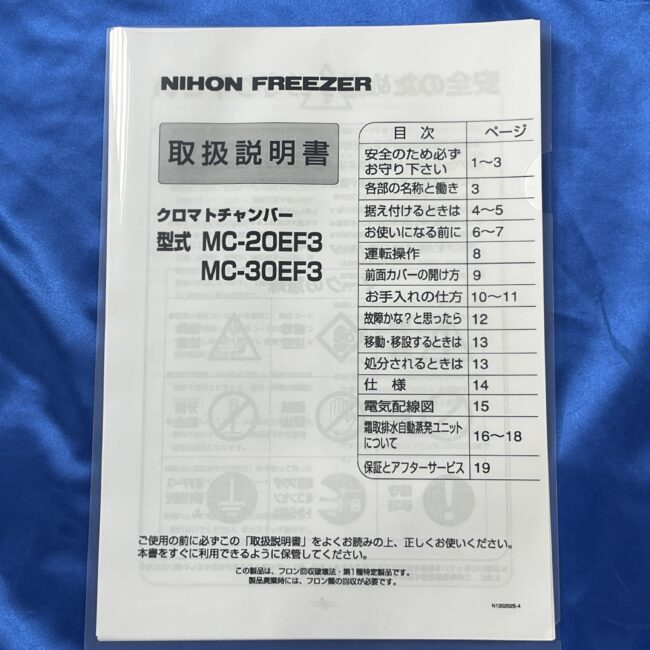 NIHON FREEZER
取扱説明書
クロマトチャンバー
型式 MC-20EF3
MC-30EF3
目次 ページ
安全のため必ず
お守り下さい 1〜3
各部の名称と働き 3
据え付けるときは 4〜5
お使いになる前に 6〜7
運転操作 8
前面カバーの開け方 9
お手入れの仕方 10〜11
故障かな?と思ったら 12
移動・移設するときは 13
処分されるときは 13
仕様 14
電気配線図 15
霜取排水自動蒸発ユニット
について 16〜18
保証とアフターサービス 19
ご使用の前に必ずこの「取扱説明書」をよくお読みの上、正しくお使いください。
本書をすぐに利用できるように保管してください。
この製品は、フロン回収破壊法・第1種特定製品です。
製品廃棄時には、フロン類の回収が必要です。
N1202025-4